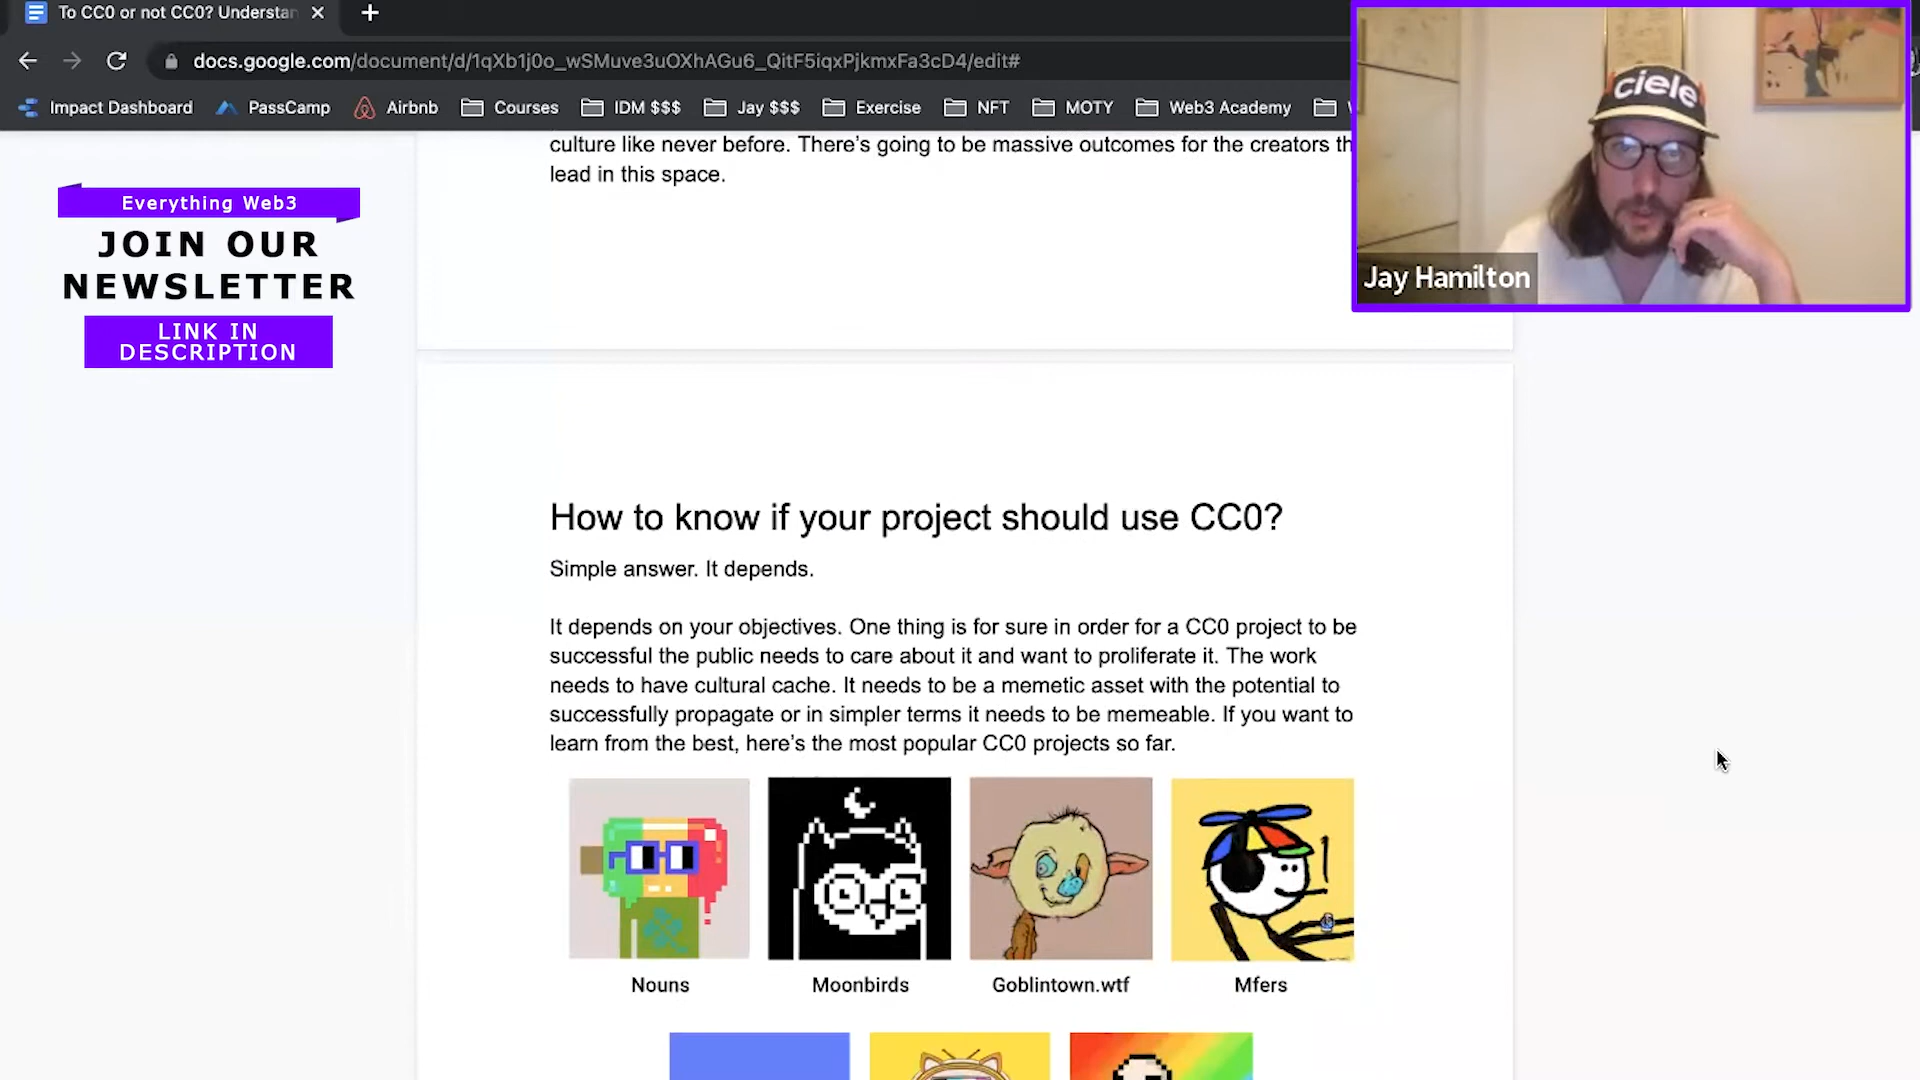 To CC0 or not CC0? Understan
docs.google.com/document/d/1qXb1j0o_wSMuve3uOXhAGu6_QitF5iqxPjkmxFa3cD4/edit#
Impact Dashboard PassCamp Airbnb Courses IDM $$$ Jay $$$ Exercise NFT MOTY Web3 Academy
ciele
Jay Hamilton
Everything Web3
JOIN OUR
NEWSLETTER
LINK IN
DESCRIPTION
culture like never before. There's going to be massive outcomes for the creators th
lead in this space.
How to know if your project should use CC0?
Simple answer. It depends.
It depends on your objectives. One thing is for sure in order for a CC0 project to be
successful the public needs to care about it and want to proliferate it. The work
needs to have cultural cache. It needs to be a memetic asset with the potential to
successfully propagate or in simpler terms it needs to be memeable. If you want to
learn from the best, here's the most popular CC0 projects so far.
Nouns Moonbirds Goblintown.wtf Mfers